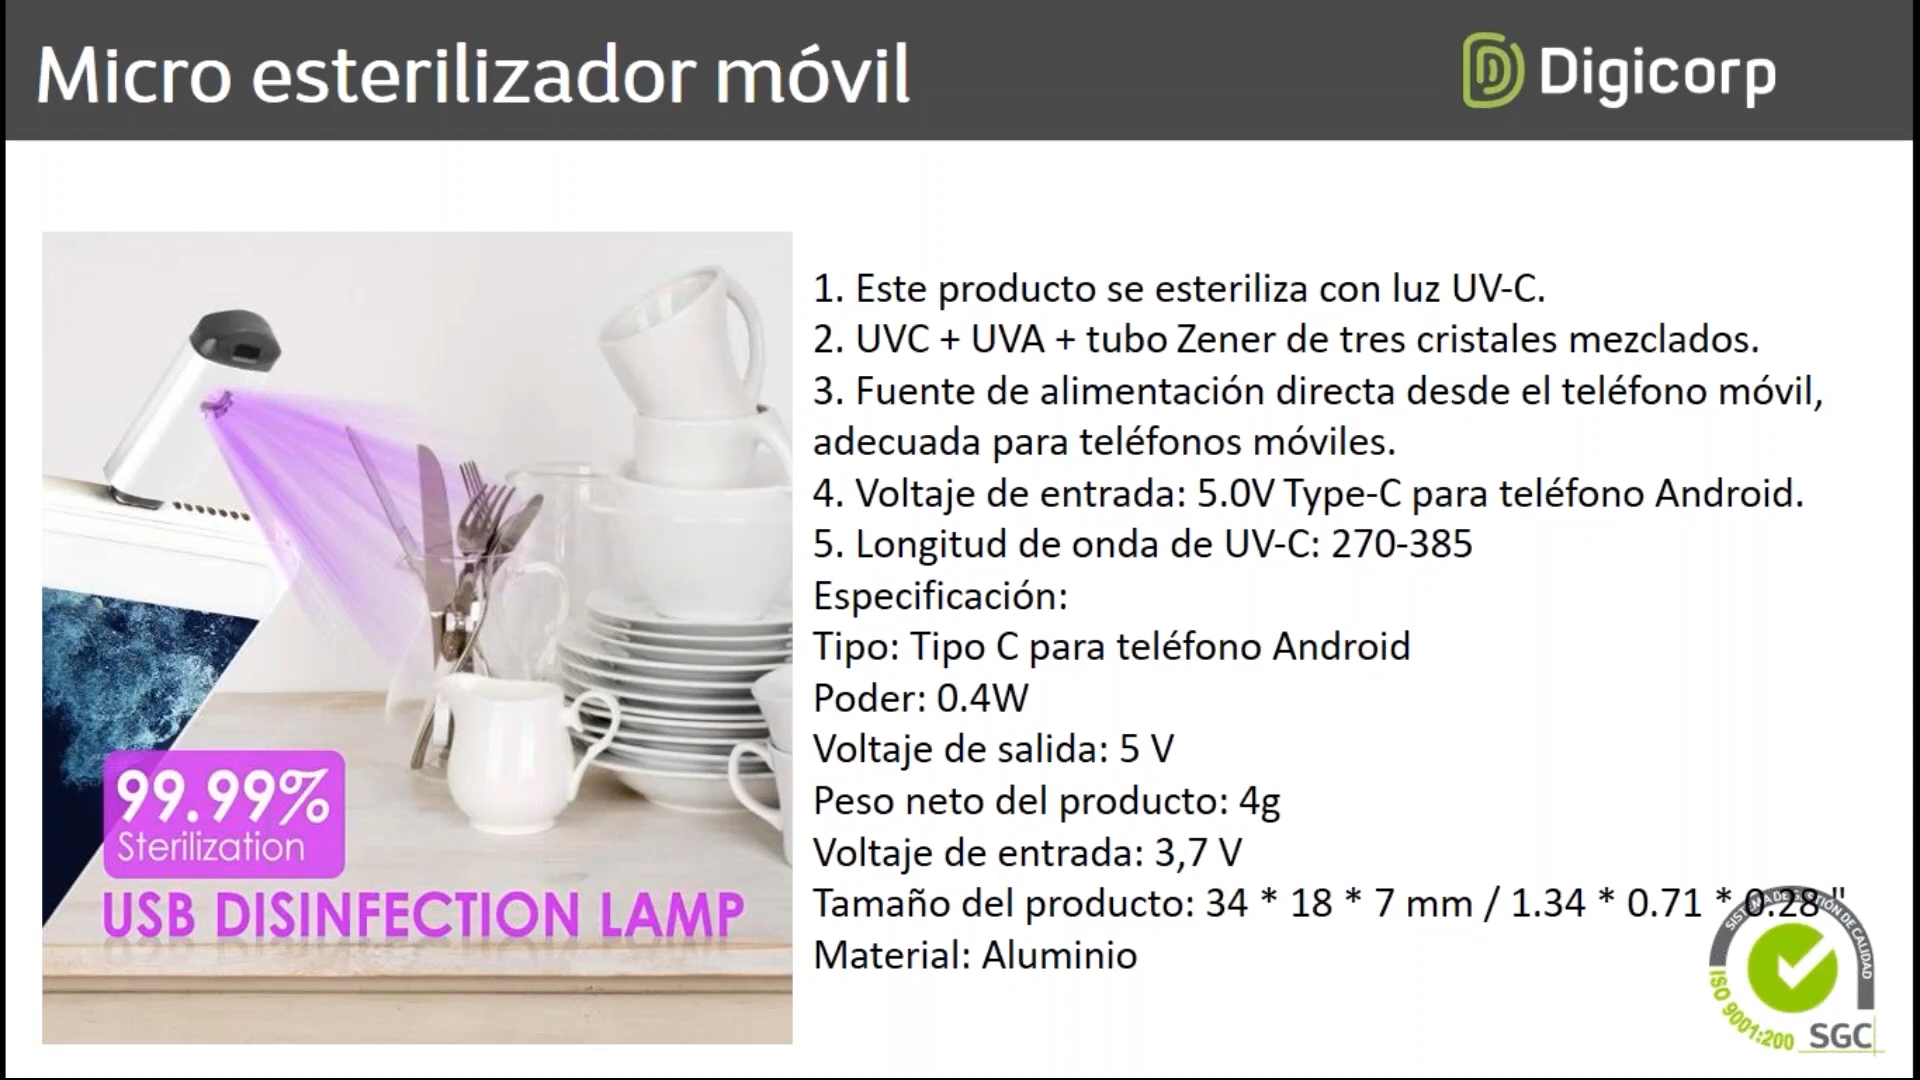 Micro esterilizador móvil
Digicorp
1. Este producto se esteriliza con luz UV-C.
2. UVC + UVA + tubo Zener de tres cristales mezclados.
3. Fuente de alimentación directa desde el teléfono móvil,
adecuada para teléfonos móviles.
4. Voltaje de entrada: 5.0V Type-C para teléfono Android.
5. Longitud de onda de UV-C: 270-385
Especificación:
Tipo: Tipo C para teléfono Android
Poder: 0.4W
Voltaje de salida: 5 V
Peso neto del producto: 4g
Voltaje de entrada: 3,7 V
Tamaño del producto: 34 * 18 * 7 mm / 1.34 * 0.71 * 0.28 "
Material: Aluminio
99.99%
Sterilization
USB DISINFECTION LAMP
SISTEMA DE GESTIÓN DE CALIDAD
ISO 9001:200
SGC